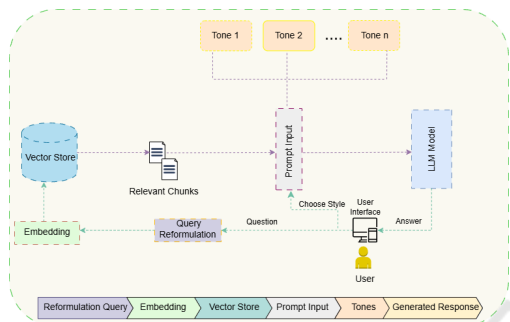 Tone 1
Tone 2
....
Tone n
Vector Store
Relevant Chunks
Prompt Input
LLM Model
Choose Style
User
Interface
Embedding
Query
Reformulation
Question
Answer
User
Reformulation Query
Embedding
Vector Store
Prompt Input
Tones
Generated Response